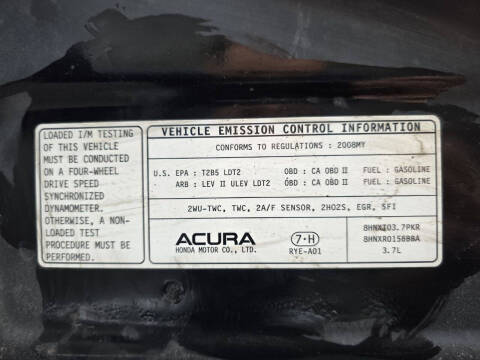 LOADED I/M TESTING
OF THIS VEHICLE
MUST BE CONDUCTED
ON A FOUR-WHEEL
DRIVE SPEED
SYNCHRONIZED
DYNAMOMETER.
OTHERWISE, A NON-
LOADED TEST
PROCEDURE MUST BE
PERFORMED.
VEHICLE EMISSION CONTROL INFORMATION
CONFORMS TO REGULATIONS : 2008MY
U.S. EPA : T2B5 LDT2 OBD : CA OBD II FUEL : GASOLINE
ARB : LEV II ULEV LDT2 OBD : CA OBD II FUEL : GASOLINE
2WU-TWC, TWC, 2A/F SENSOR, 2HO2S, EGR, SFI
ACURA
HONDA MOTOR CO., LTD.
7·H
RYE-A01
8HNXT03.7PKR
8HNXR0158BBA
3.7L